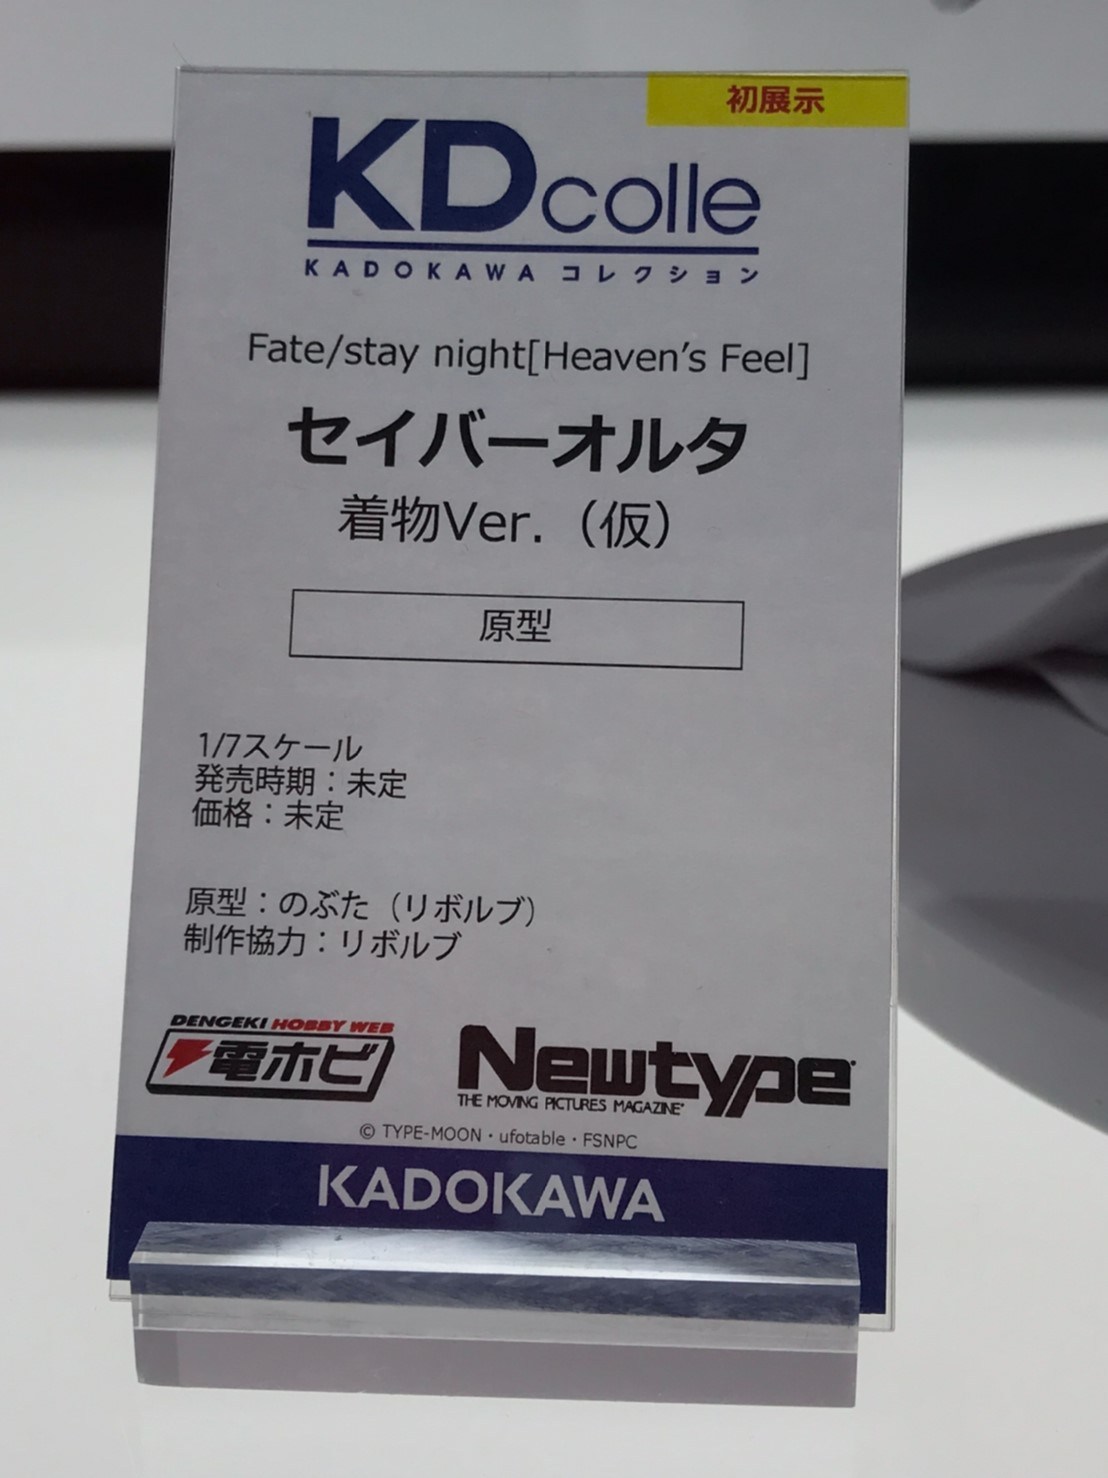 初展示
KDcolle
KADOKAWA コレクション
Fate/stay night[Heaven's Feel]
セイバーオルタ
着物Ver.（仮）
原型
1/7スケール
発売時期：未定
価格：未定
原型：のぶた（リボルブ）
制作協力：リボルブ
DENGEKI HOBBY WEB
電ホビ
Newtype
THE MOVING PICTURES MAGAZINE
© TYPE-MOON・ufotable・FSNPC
KADOKAWA